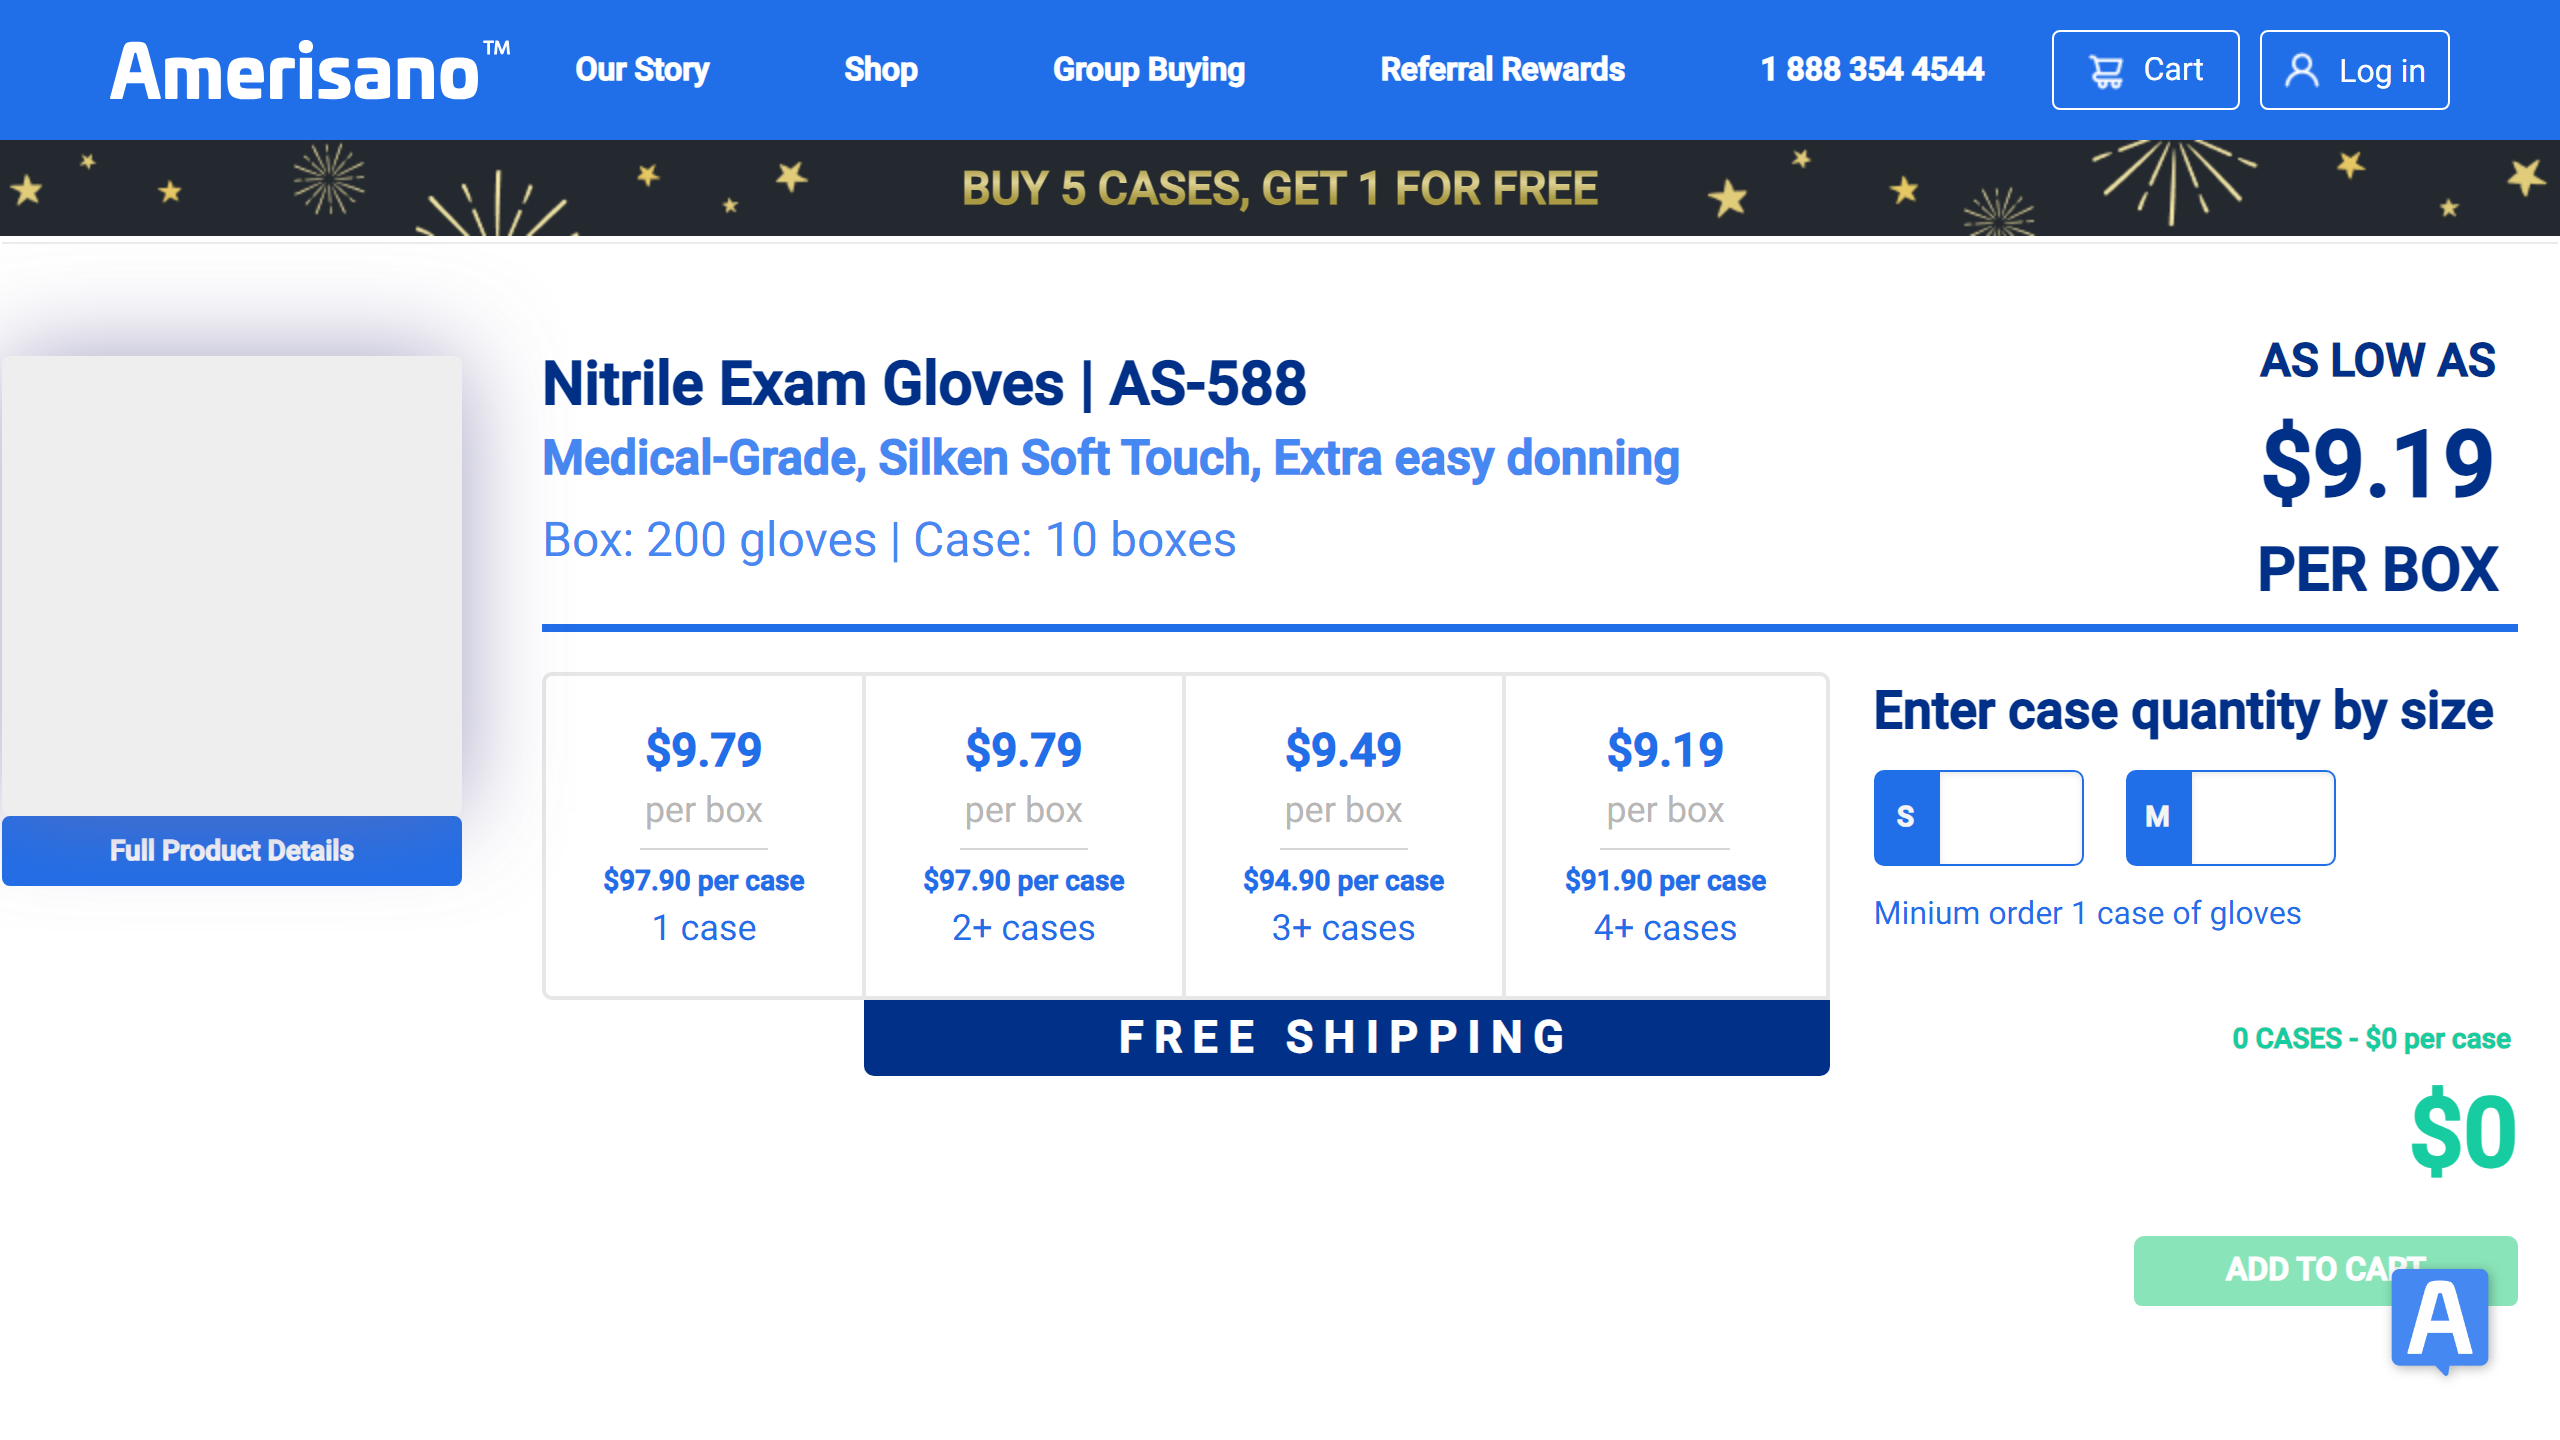 Amerisano™
Our Story
Shop
Group Buying
Referral Rewards
1 888 354 4544
Cart
Log in
BUY 5 CASES, GET 1 FOR FREE
Nitrile Exam Gloves | AS-588
Medical-Grade, Silken Soft Touch, Extra easy donning
Box: 200 gloves | Case: 10 boxes
AS LOW AS
$9.19
PER BOX
Full Product Details
$9.79
per box
$97.90 per case
1 case
$9.79
per box
$97.90 per case
2+ cases
$9.49
per box
$94.90 per case
3+ cases
$9.19
per box
$91.90 per case
4+ cases
FREE SHIPPING
Enter case quantity by size
S
M
Minium order 1 case of gloves
0 CASES - $0 per case
$0
ADD TO CART
A